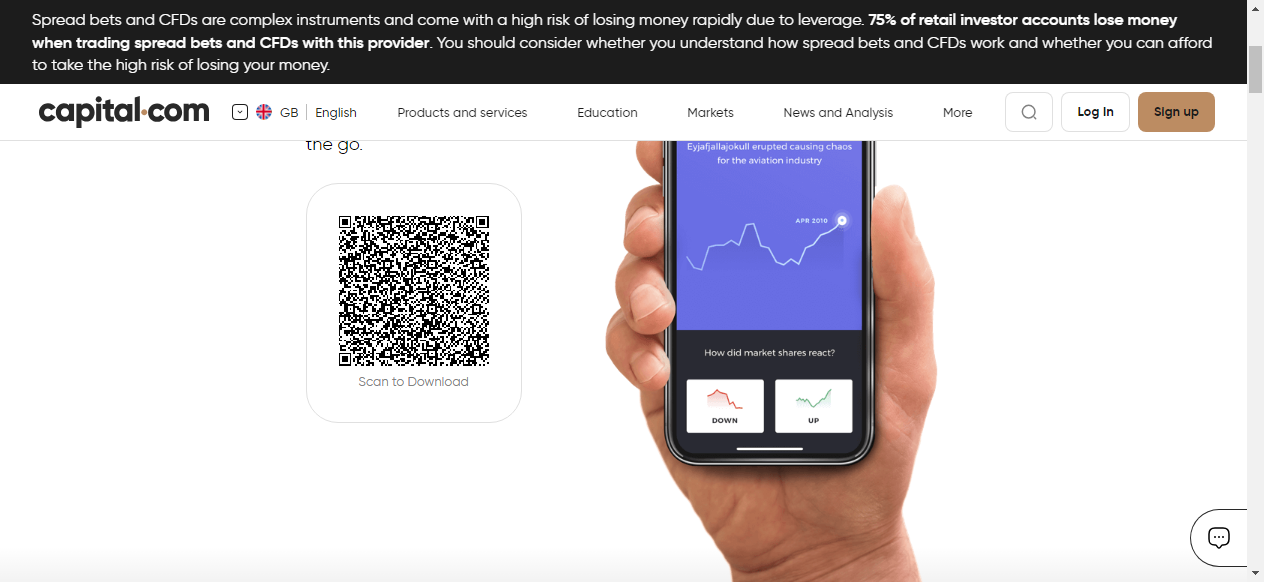 Spread bets and CFDs are complex instruments and come with a high risk of losing money rapidly due to leverage. 75% of retail investor accounts lose money
when trading spread bets and CFDs with this provider. You should consider whether you understand how spread bets and CFDs work and whether you can afford
to take the high risk of losing your money.
capital.com
GB English
Products and services
Education
Markets
News and Analysis
More
Log In
Sign up
the go.
Scan to Download
Eyjafjallajokull erupted causing chaos
for the aviation industry
APR 2010
How did market shares react?
DOWN
UP